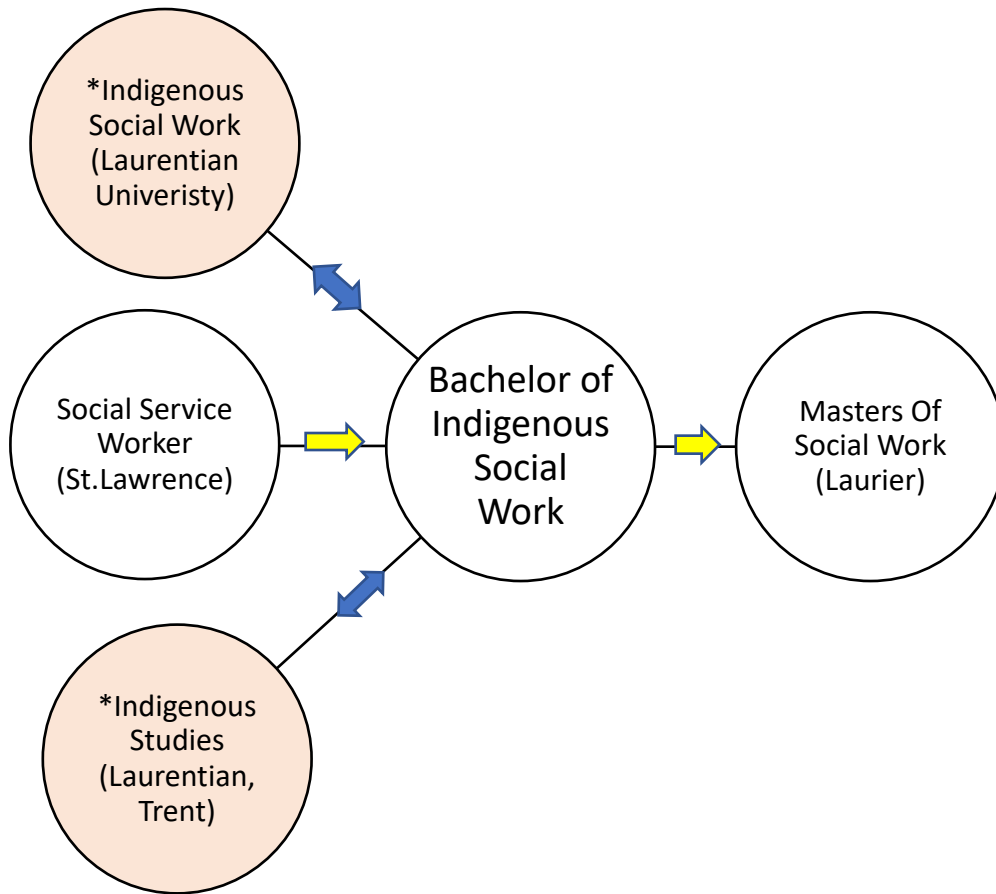 *Indigenous
Social Work
(Laurentian
Univeristy)
Social Service
Worker
(St.Lawrence)
Bachelor of
Indigenous
Social
Work
Masters Of
Social Work
(Laurier)
*Indigenous
Studies
(Laurentian,
Trent)